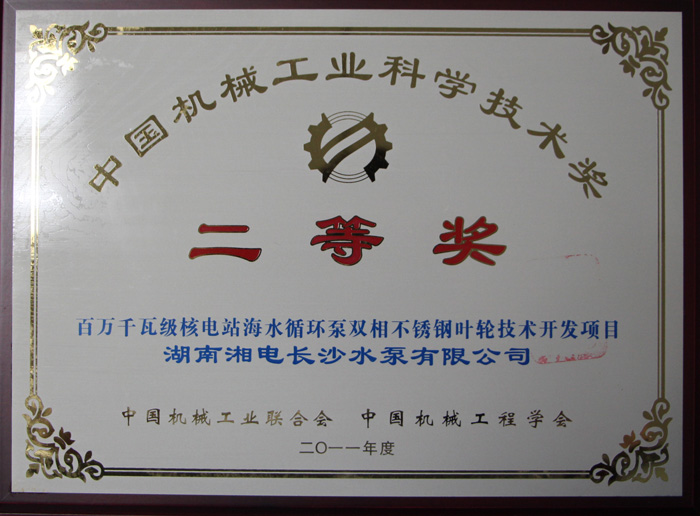 中国机械工业科学技术奖
二等奖
百万千瓦级核电站海水循环泵双相不锈钢叶轮技术开发项目
湖南湘电长沙水泵有限公司
中国机械工业联合会 中国机械工程学会
二〇一一年度